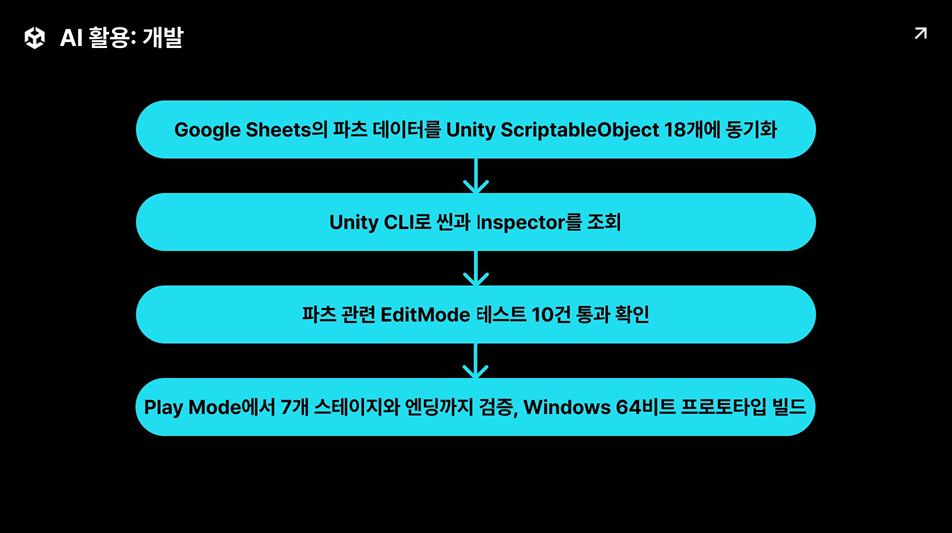 AI 활용: 개발
Google Sheets의 파츠 데이터를 Unity ScriptableObject 18개에 동기화
Unity CLI로 씬과 Inspector를 조회
파츠 관련 EditMode 테스트 10건 통과 확인
Play Mode에서 7개 스테이지와 엔딩까지 검증, Windows 64비트 프로토타입 빌드